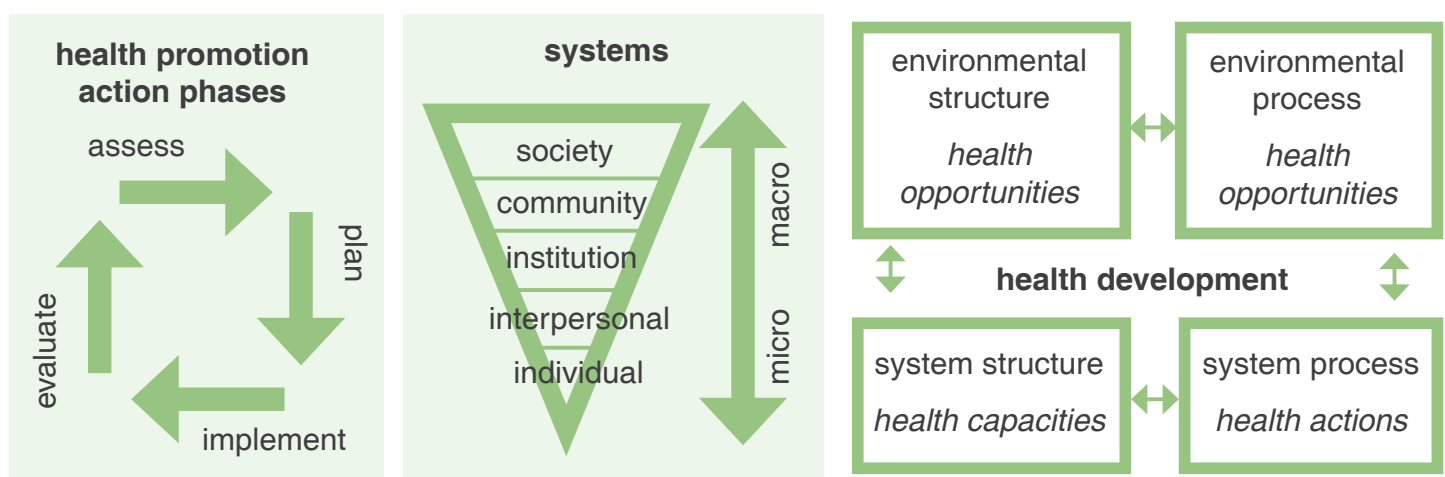 health promotion
action phases
assess
plan
implement
evaluate
systems
society
community
institution
interpersonal
individual
macro
micro
environmental
structure
health
opportunities
environmental
process
health
opportunities
health development
system structure
health capacities
system process
health actions